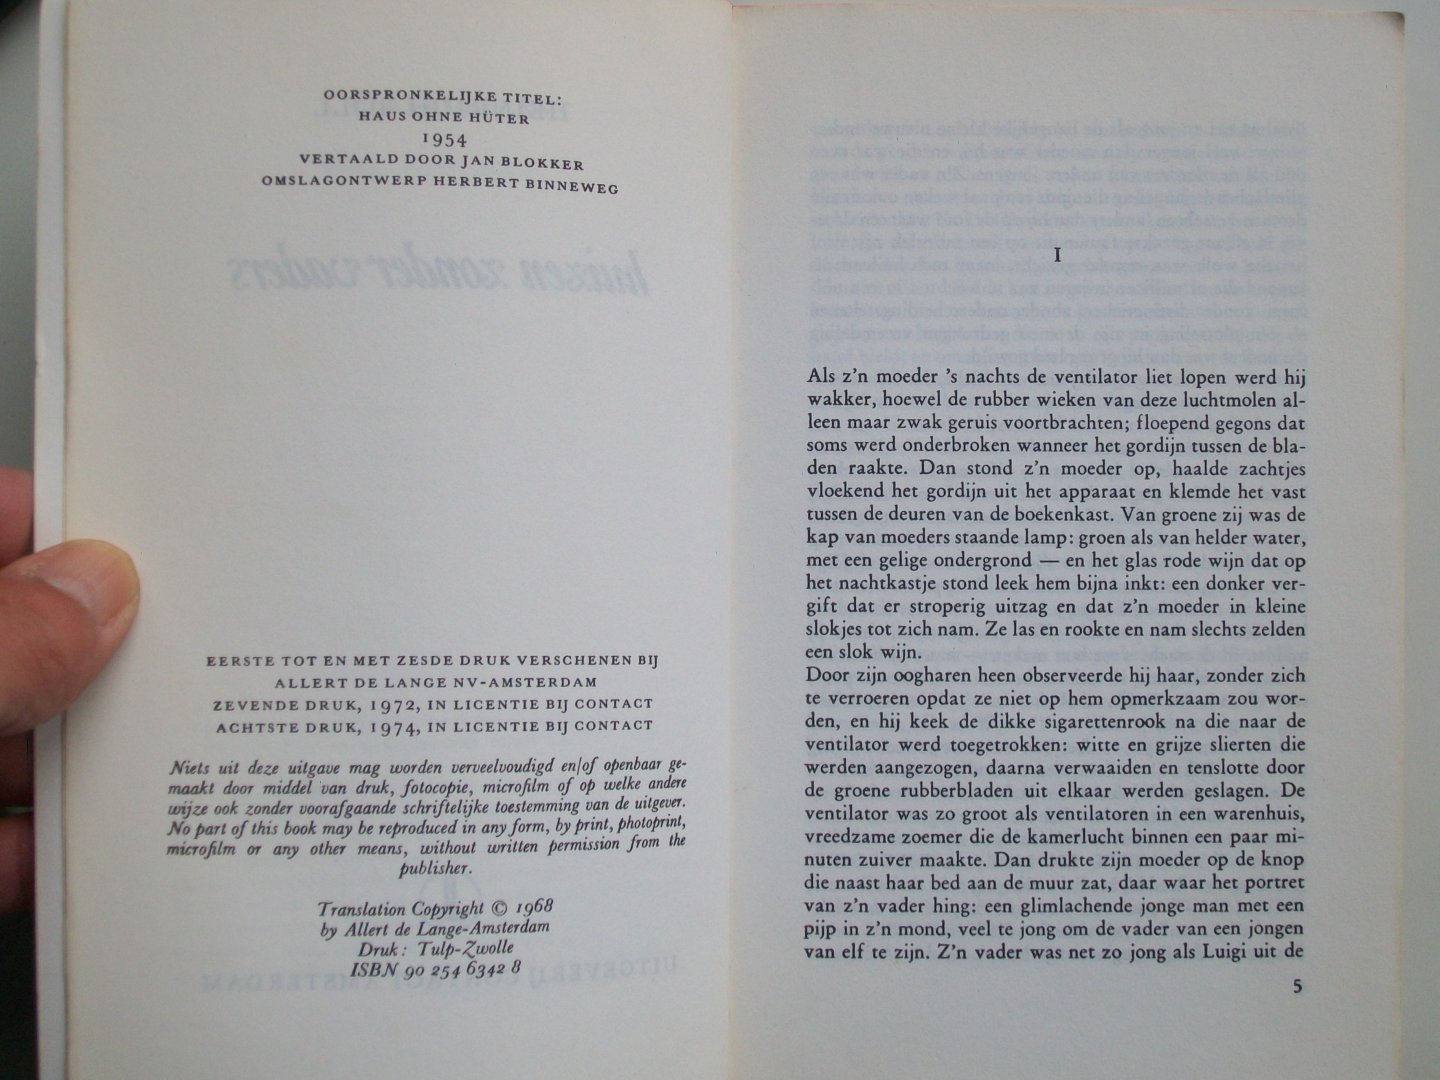 OORSPRONKELIJKE TITEL:
HAUS OHNE HÜTER
1954
VERTAALD DOOR JAN BLOKKER
OMSLAGONTWERP HERBERT BINNEWEG
huizen zonder vaders
EERSTE TOT EN MET ZESDE DRUK VERSCHENEN BIJ
ALLERT DE LANGE NV-AMSTERDAM
ZEVENDE DRUK, 1972, IN LICENTIE BIJ CONTACT
ACHTSTE DRUK, 1974, IN LICENTIE BIJ CONTACT
Niets uit deze uitgave mag worden verveelvoudigd en/of openbaar ge-
maakt door middel van druk, fotocopie, microfilm of op welke andere
wijze ook zonder voorafgaande schriftelijke toestemming van de uitgever.
No part of this book may be reproduced in any form, by print, photoprint,
microfilm or any other means, without written permission from the
publisher.
Translation Copyright © 1968
by Allert de Lange-Amsterdam
Druk: Tulp-Zwolle
ISBN 90 254 6342 8
UITGEVERIJ CONTACT AMSTERDAM
I
Als z'n moeder 's nachts de ventilator liet lopen werd hij
wakker, hoewel de rubber wieken van deze luchtmolen al-
leen maar zwak geruis voortbrachten; floepend gegons dat
soms werd onderbroken wanneer het gordijn tussen de bla-
den raakte. Dan stond z'n moeder op, haalde zachtjes
vloekend het gordijn uit het apparaat en klemde het vast
tussen de deuren van de boekenkast. Van groene zij was de
kap van moeders staande lamp: groen als van helder water,
met een gelige ondergrond — en het glas rode wijn dat op
het nachtkastje stond leek hem bijna inkt: een donker ver-
gift dat er stroperig uitzag en dat z'n moeder in kleine
slokjes tot zich nam. Ze las en rookte en nam slechts zelden
een slok wijn.
Door zijn oogharen heen observeerde hij haar, zonder zich
te verroeren opdat ze niet op hem opmerkzaam zou wor-
den, en hij keek de dikke sigarettenrook na die naar de
ventilator werd toegetrokken: witte en grijze slierten die
werden aangezogen, daarna verwaaiden en tenslotte door
de groene rubberbladen uit elkaar werden geslagen. De
ventilator was zo groot als ventilatoren in een warenhuis,
vreedzame zoemer die de kamerlucht binnen een paar mi-
nuten zuiver maakte. Dan drukte zijn moeder op de knop
die naast haar bed aan de muur zat, daar waar het portret
van z'n vader hing: een glimlachende jonge man met een
pijp in z'n mond, veel te jong om de vader van een jongen
van elf te zijn. Z'n vader was net zo jong als Luigi uit de
5